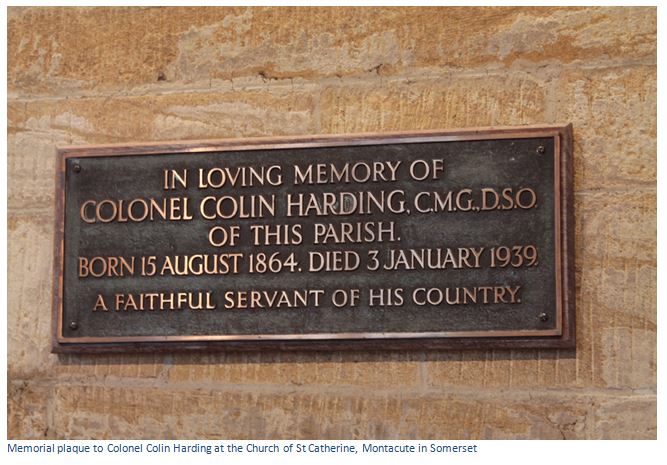 IN LOVING MEMORY OF
COLONEL COLIN HARDING, C.M.G., D.S.O.
OF THIS PARISH.
BORN 15 AUGUST 1864. DIED 3 JANUARY 1939.
A FAITHFUL SERVANT OF HIS COUNTRY.
Memorial plaque to Colonel Colin Harding at the Church of St Catherine, Montacute in Somerset